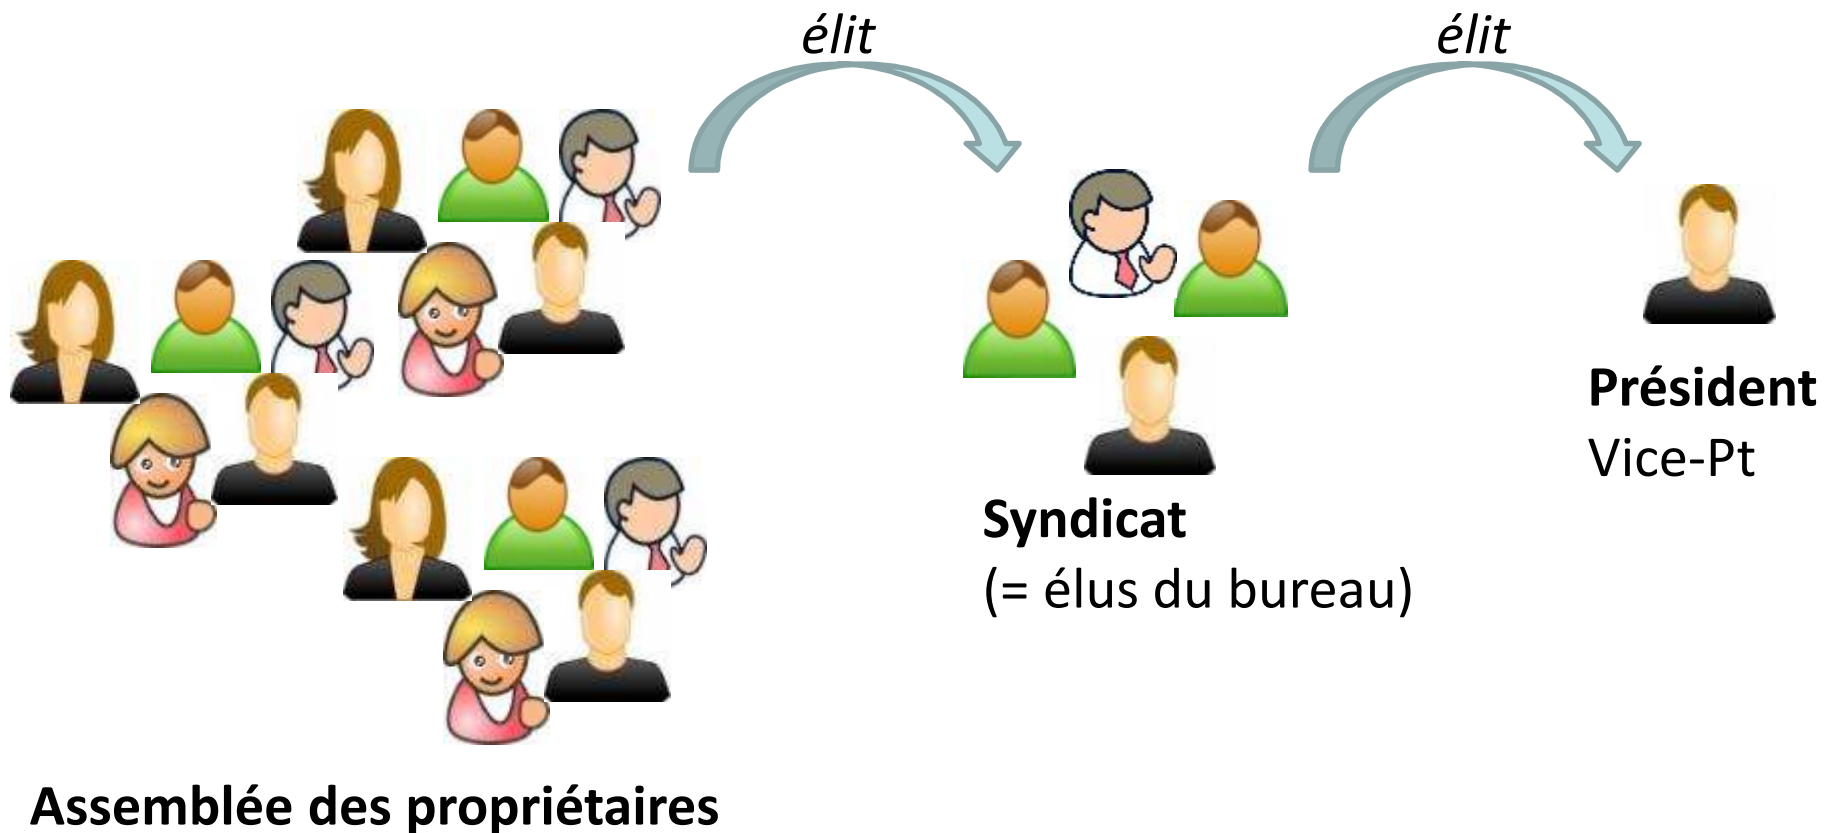 élit
élit
Président
Vice-Pt
Syndicat
(= élus du bureau)
Assemblée des propriétaires